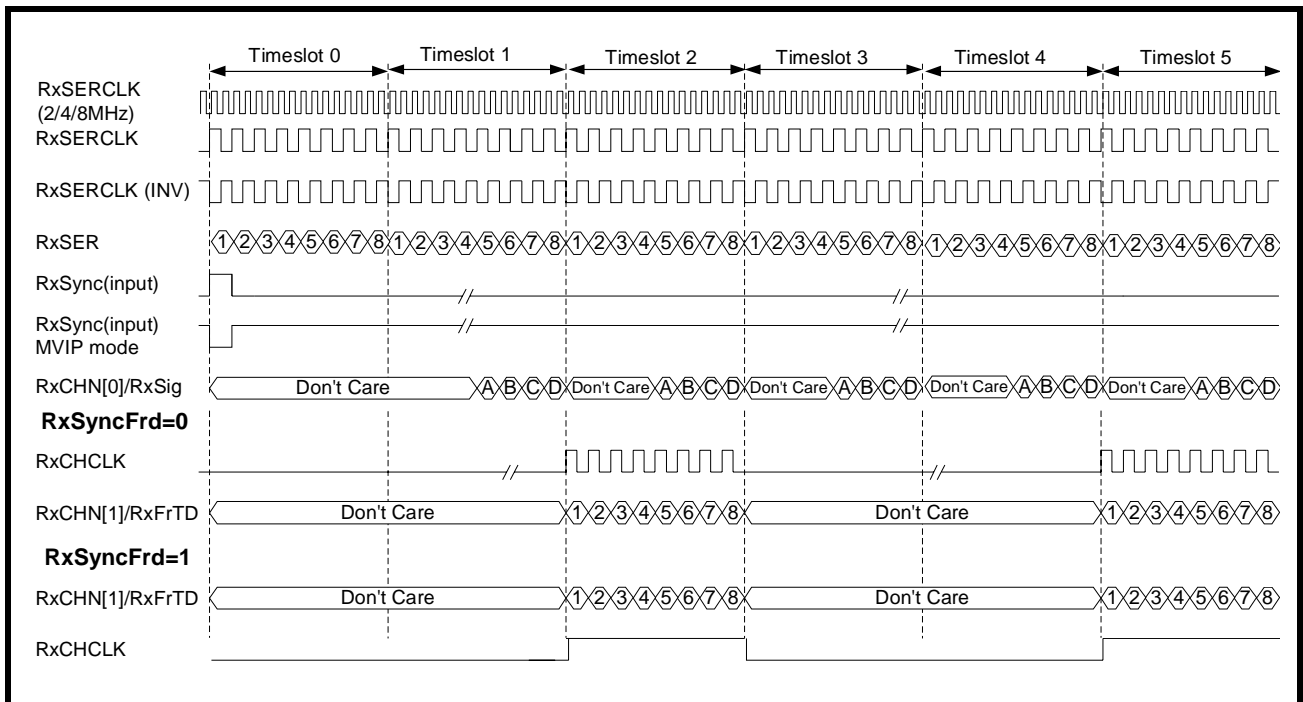 Timeslot 0 Timeslot 1 Timeslot 2 Timeslot 3 Timeslot 4 Timeslot 5
RxSERCLK
(2/4/8MHz)
RxSERCLK
RxSERCLK (INV)
RxSER 1 2 3 4 5 6 7 8 1 2 3 4 5 6 7 8 1 2 3 4 5 6 7 8 1 2 3 4 5 6 7 8 1 2 3 4 5 6 7 8 1 2 3 4 5 6 7 8
RxSync(input)
RxSync(input)
MVIP mode
RxCHN[0]/RxSig Don't Care A B C D Don't Care A B C D Don't Care A B C D Don't Care A B C D Don't Care A B C D
RxSyncFrd=0
RxCHCLK
RxCHN[1]/RxFrTD Don't Care 1 2 3 4 5 6 7 8 Don't Care 1 2 3 4 5 6 7 8
RxSyncFrd=1
RxCHN[1]/RxFrTD Don't Care 1 2 3 4 5 6 7 8 Don't Care 1 2 3 4 5 6 7 8
RxCHCLK